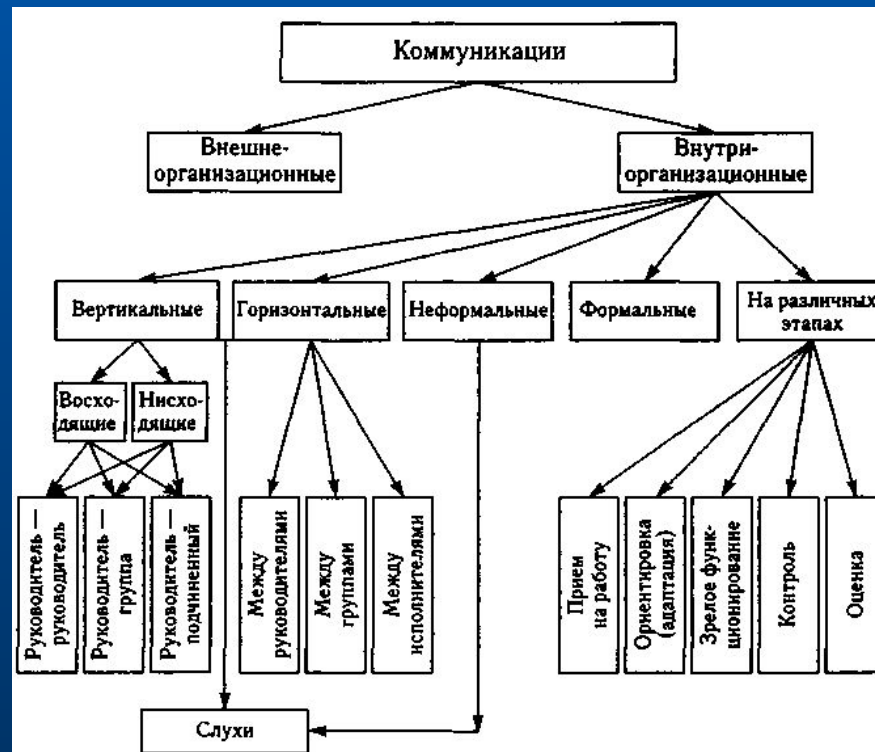 Коммуникации
Внешне-
организационные
Внутри-
организационные
Вертикальные
Горизонтальные
Неформальные
Формальные
На различных
этапах
Восхо-
дящие
Нисхо-
дящие
Руководитель —
руководитель
Руководитель —
группа
Руководитель —
подчиненный
Между
руководителями
Между
группами
Между
исполнителями
Прием
на работу
Ориентировка
(адаптация)
Зрелое функ-
ционирование
Контроль
Оценка
Слухи